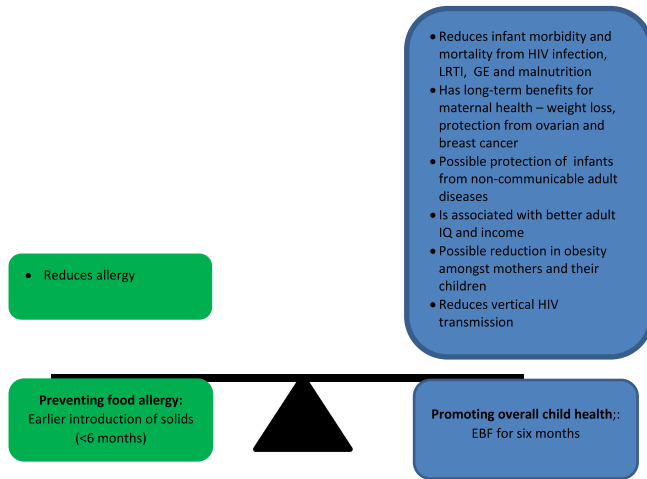 • Reduces infant morbidity and
mortality from HIV infection,
LRTI, GE and malnutrition
• Has long-term benefits for
maternal health – weight loss,
protection from ovarian and
breast cancer
• Possible protection of infants
from non-communicable adult
diseases
• Is associated with better adult
IQ and income
• Possible reduction in obesity
amongst mothers and their
children
• Reduces vertical HIV
transmission
• Reduces allergy
Preventing food allergy:
Earlier introduction of solids
(<6 months)
Promoting overall child health;:
EBF for six months